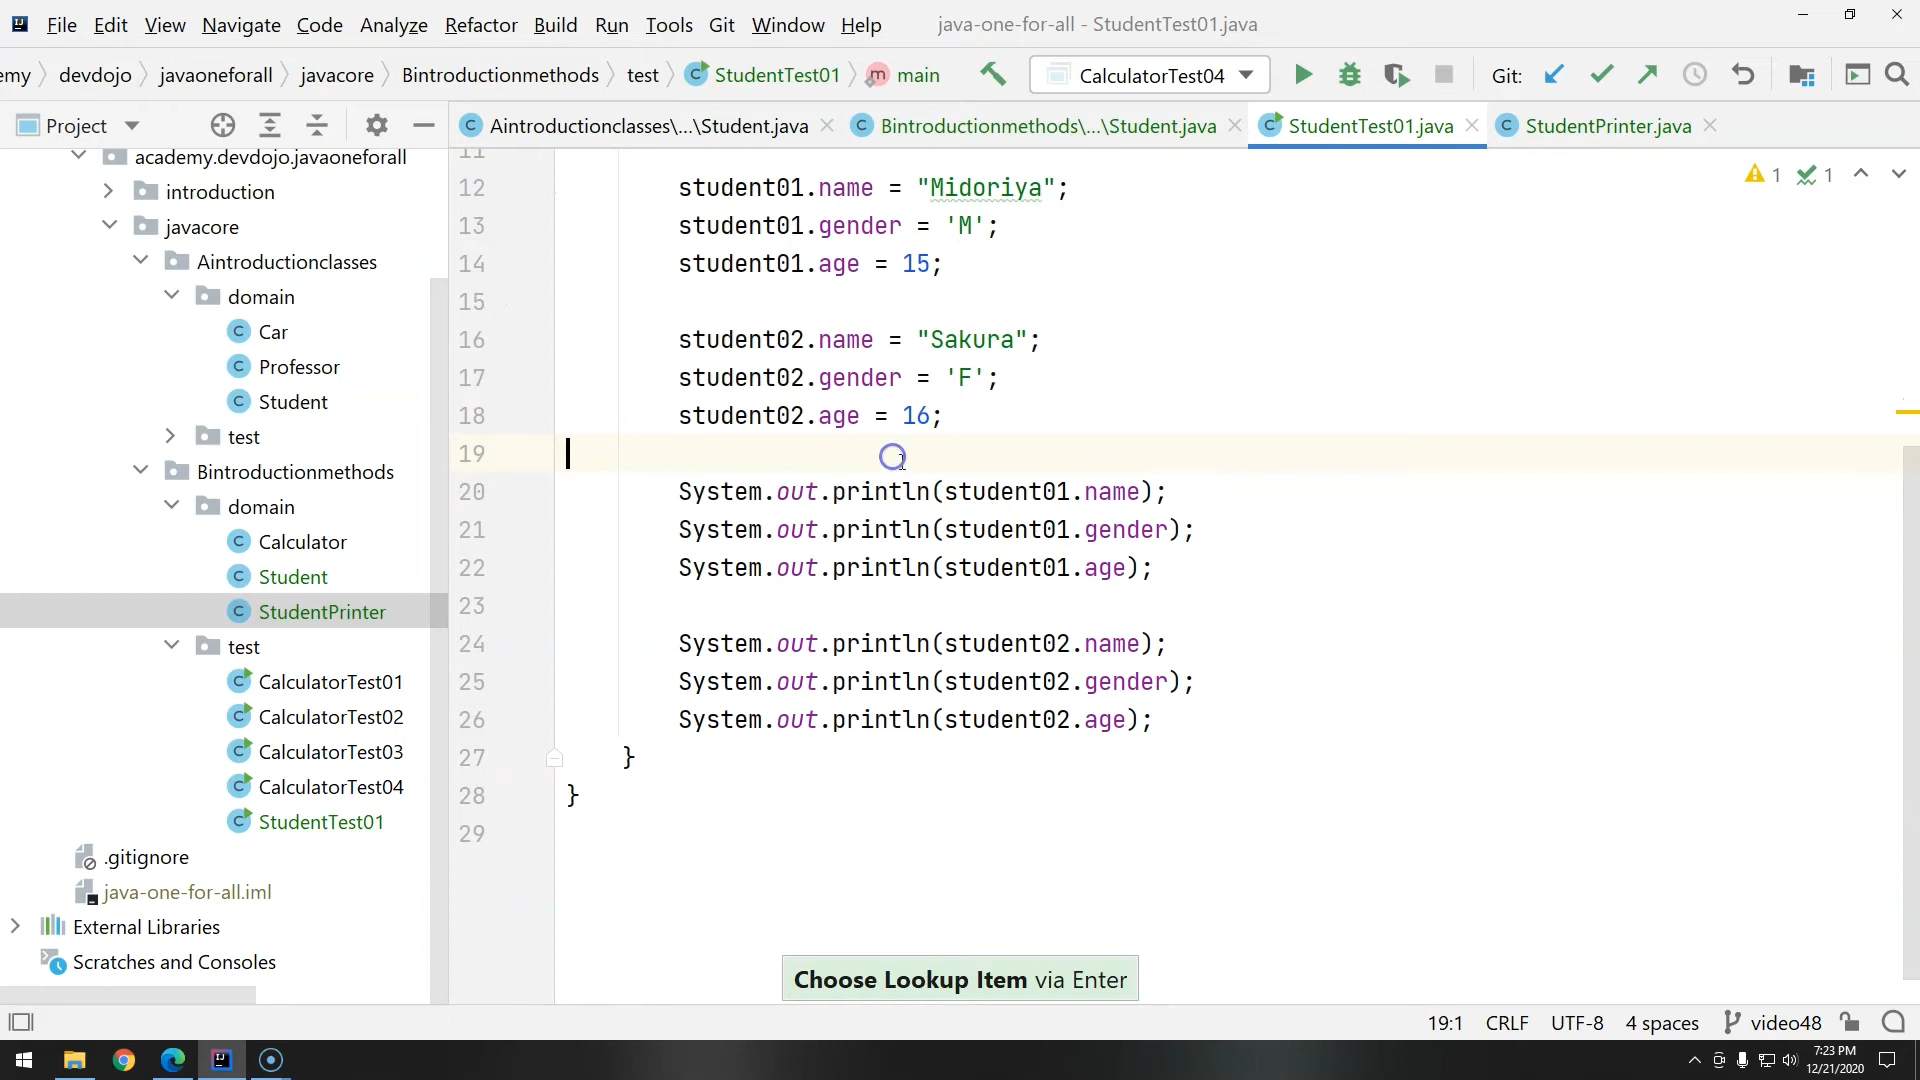 File Edit View Navigate Code Analyze Refactor Build Run Tools Git Window Help java-one-for-all - StudentTest01.java
emy devdojo javaoneforall javacore Bintroductionmethods test StudentTest01 main CalculatorTest04 Git:
Project
Aintroductionclasses\...\Student.java Bintroductionmethods\...\Student.java StudentTest01.java StudentPrinter.java
academy.devdojo.javaoneforall
introduction
javacore
Aintroductionclasses
domain
Car
Professor
Student
test
Bintroductionmethods
domain
Calculator
Student
StudentPrinter
test
CalculatorTest01
CalculatorTest02
CalculatorTest03
CalculatorTest04
StudentTest01
.gitignore
java-one-for-all.iml
External Libraries
Scratches and Consoles
11
12 student01.name = "Midoriya";
13 student01.gender = 'M';
14 student01.age = 15;
15
16 student02.name = "Sakura";
17 student02.gender = 'F';
18 student02.age = 16;
19
20 System.out.println(student01.name);
21 System.out.println(student01.gender);
22 System.out.println(student01.age);
23
24 System.out.println(student02.name);
25 System.out.println(student02.gender);
26 System.out.println(student02.age);
27 }
28 }
29
1 1
Choose Lookup Item via Enter
19:1 CRLF UTF-8 4 spaces video48
7:23 PM
12/21/2020